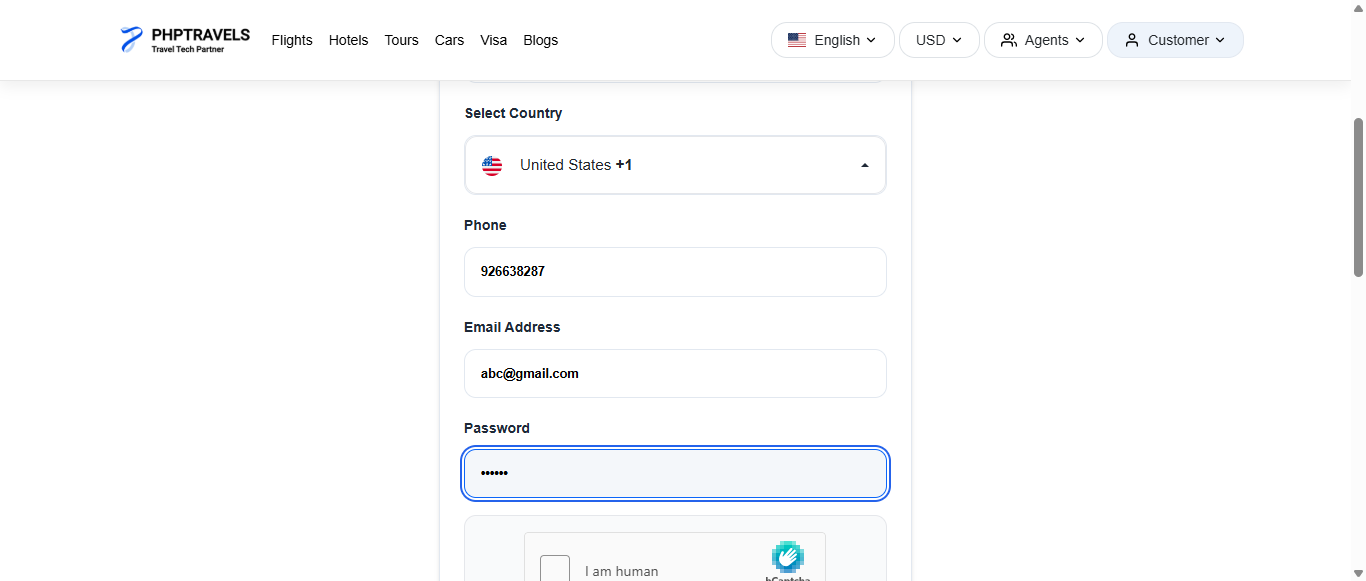 PHPTRAVELS
Travel Tech Partner
Flights Hotels Tours Cars Visa Blogs
English USD Agents Customer
Select Country
United States +1
Phone
926638287
Email Address
abc@gmail.com
Password
••••••
I am human
hCaptcha